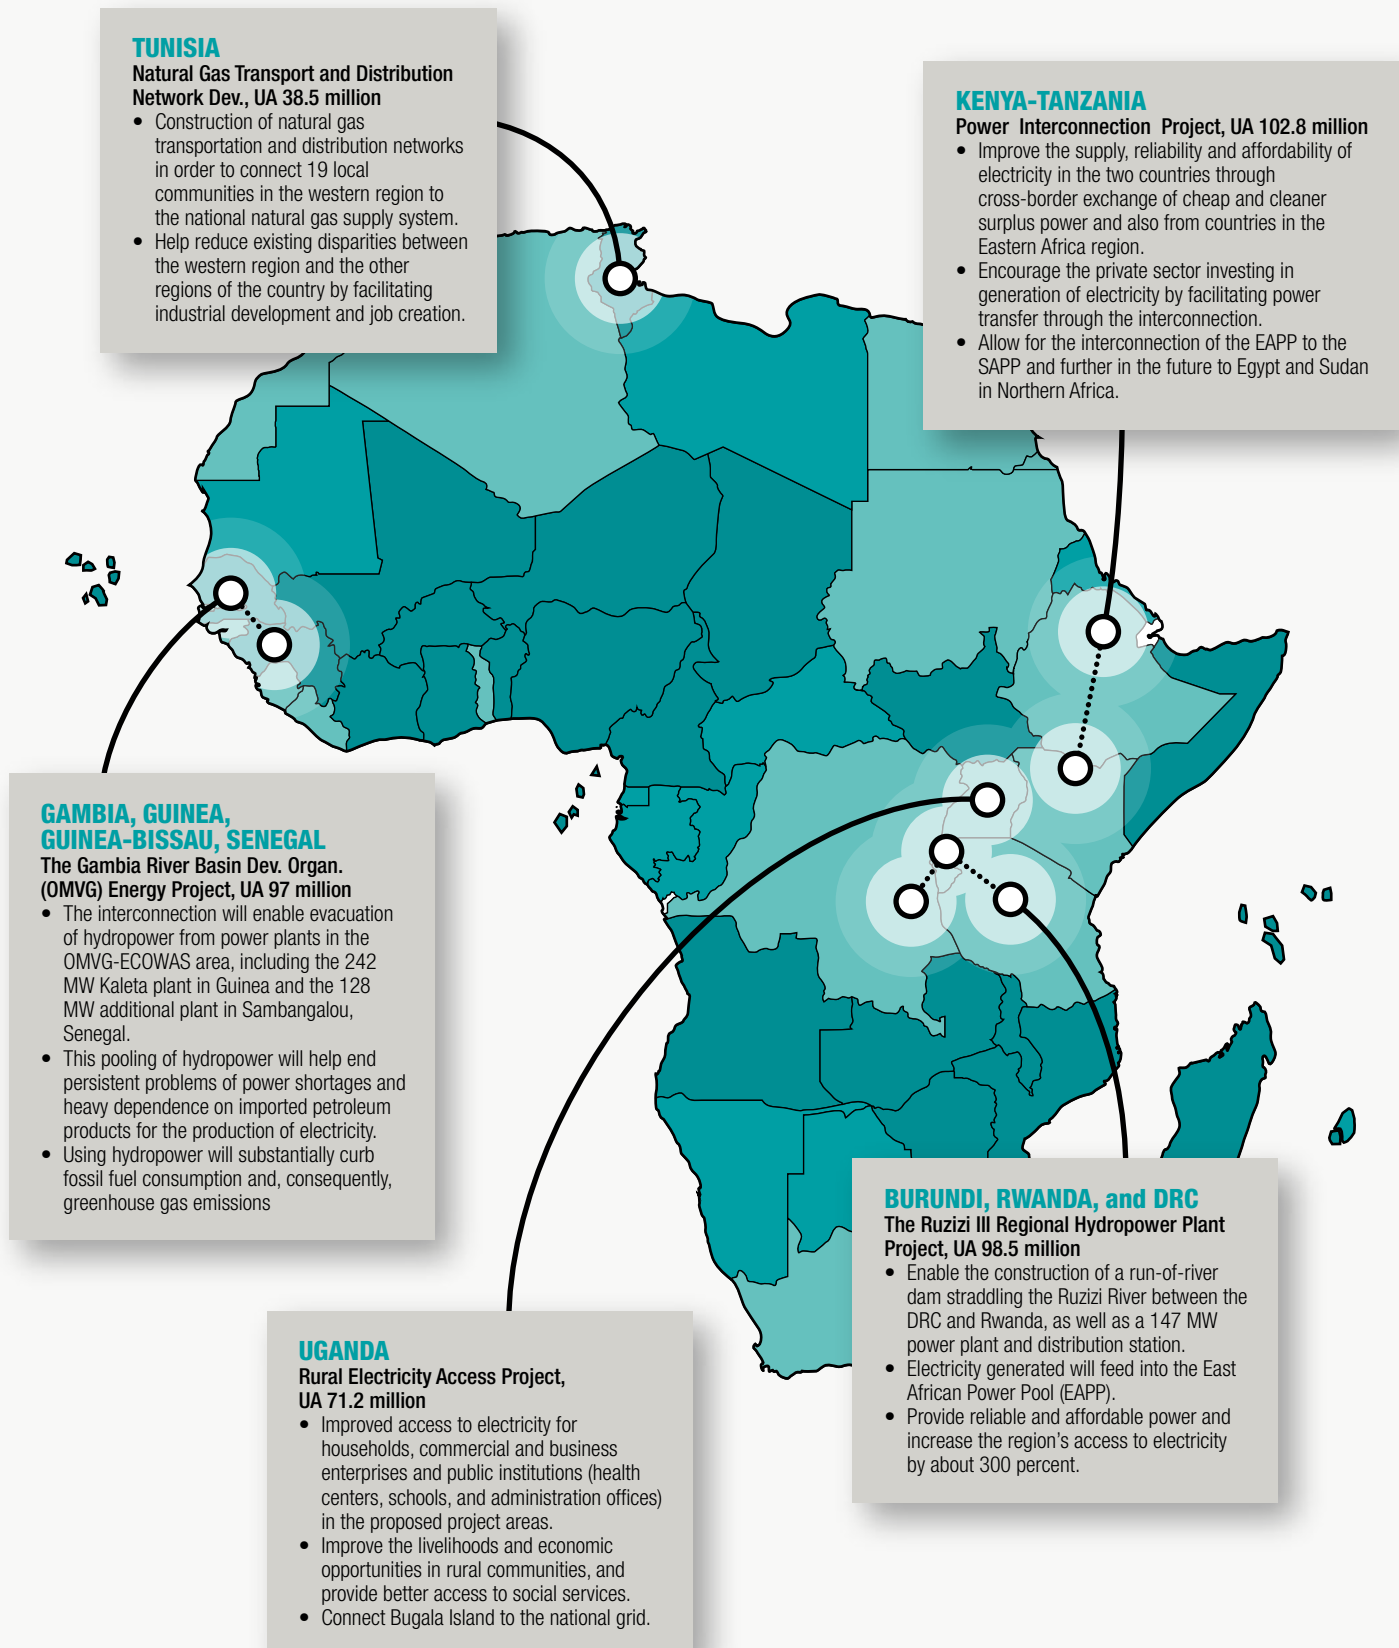 TUNISIA
Natural Gas Transport and Distribution
Network Dev., UA 38.5 million
• Construction of natural gas
transportation and distribution networks
in order to connect 19 local
communities in the western region to
the national natural gas supply system.
• Help reduce existing disparities between
the western region and the other
regions of the country by facilitating
industrial development and job creation.
KENYA-TANZANIA
Power Interconnection Project, UA 102.8 million
• Improve the supply, reliability and affordability of
electricity in the two countries through
cross-border exchange of cheap and cleaner
surplus power and also from countries in the
Eastern Africa region.
• Encourage the private sector investing in
generation of electricity by facilitating power
transfer through the interconnection.
• Allow for the interconnection of the EAPP to the
SAPP and further in the future to Egypt and Sudan
in Northern Africa.
GAMBIA, GUINEA,
GUINEA-BISSAU, SENEGAL
The Gambia River Basin Dev. Organ.
(OMVG) Energy Project, UA 97 million
• The interconnection will enable evacuation
of hydropower from power plants in the
OMVG-ECOWAS area, including the 242
MW Kaleta plant in Guinea and the 128
MW additional plant in Sambangalou,
Senegal.
• This pooling of hydropower will help end
persistent problems of power shortages and
heavy dependence on imported petroleum
products for the production of electricity.
• Using hydropower will substantially curb
fossil fuel consumption and, consequently,
greenhouse gas emissions
BURUNDI, RWANDA, and DRC
The Ruzizi III Regional Hydropower Plant
Project, UA 98.5 million
• Enable the construction of a run-of-river
dam straddling the Ruzizi River between the
DRC and Rwanda, as well as a 147 MW
power plant and distribution station.
• Electricity generated will feed into the East
African Power Pool (EAPP).
• Provide reliable and affordable power and
increase the region's access to electricity
by about 300 percent.
UGANDA
Rural Electricity Access Project,
UA 71.2 million
• Improved access to electricity for
households, commercial and business
enterprises and public institutions (health
centers, schools, and administration offices)
in the proposed project areas.
• Improve the livelihoods and economic
opportunities in rural communities, and
provide better access to social services.
• Connect Bugala Island to the national grid.